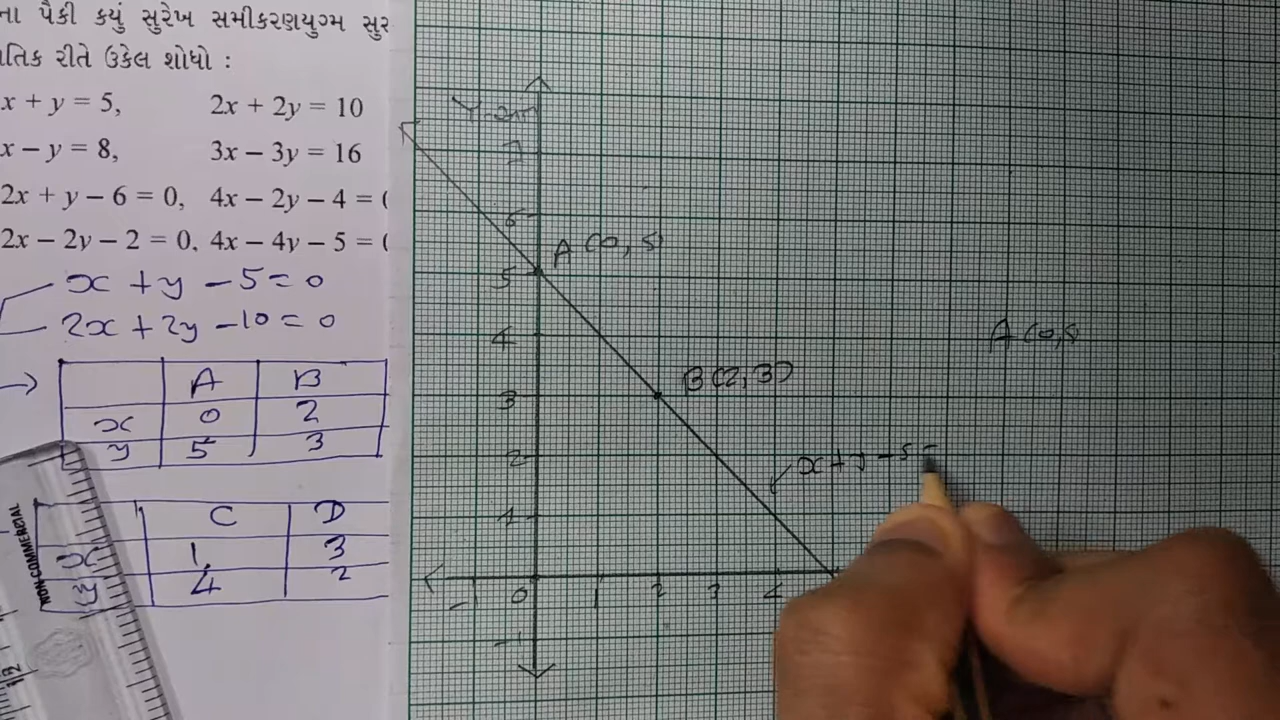 ના પૈકી કયું સુરેખ સમીકરણયુગ્મ સુર
તિક રીતે ઉકેલ શોધો :
x + y = 5, 2x + 2y = 10
x – y = 8, 3x – 3y = 16
2x + y – 6 = 0, 4x – 2y – 4 = (
2x – 2y – 2 = 0, 4x – 4y – 5 = (
x + y - 5 = 0
2x + 2y - 10 = 0
A B
x 0 2
y 5 3
C D
x 1 3
y 4 2
NON-COMMERCIAL
12
7
6
A (0, 5)
5
4
A (0,5
B (2, 3)
3
2
x + y - 5 =
1
-1 0 1 2 3 4
-1